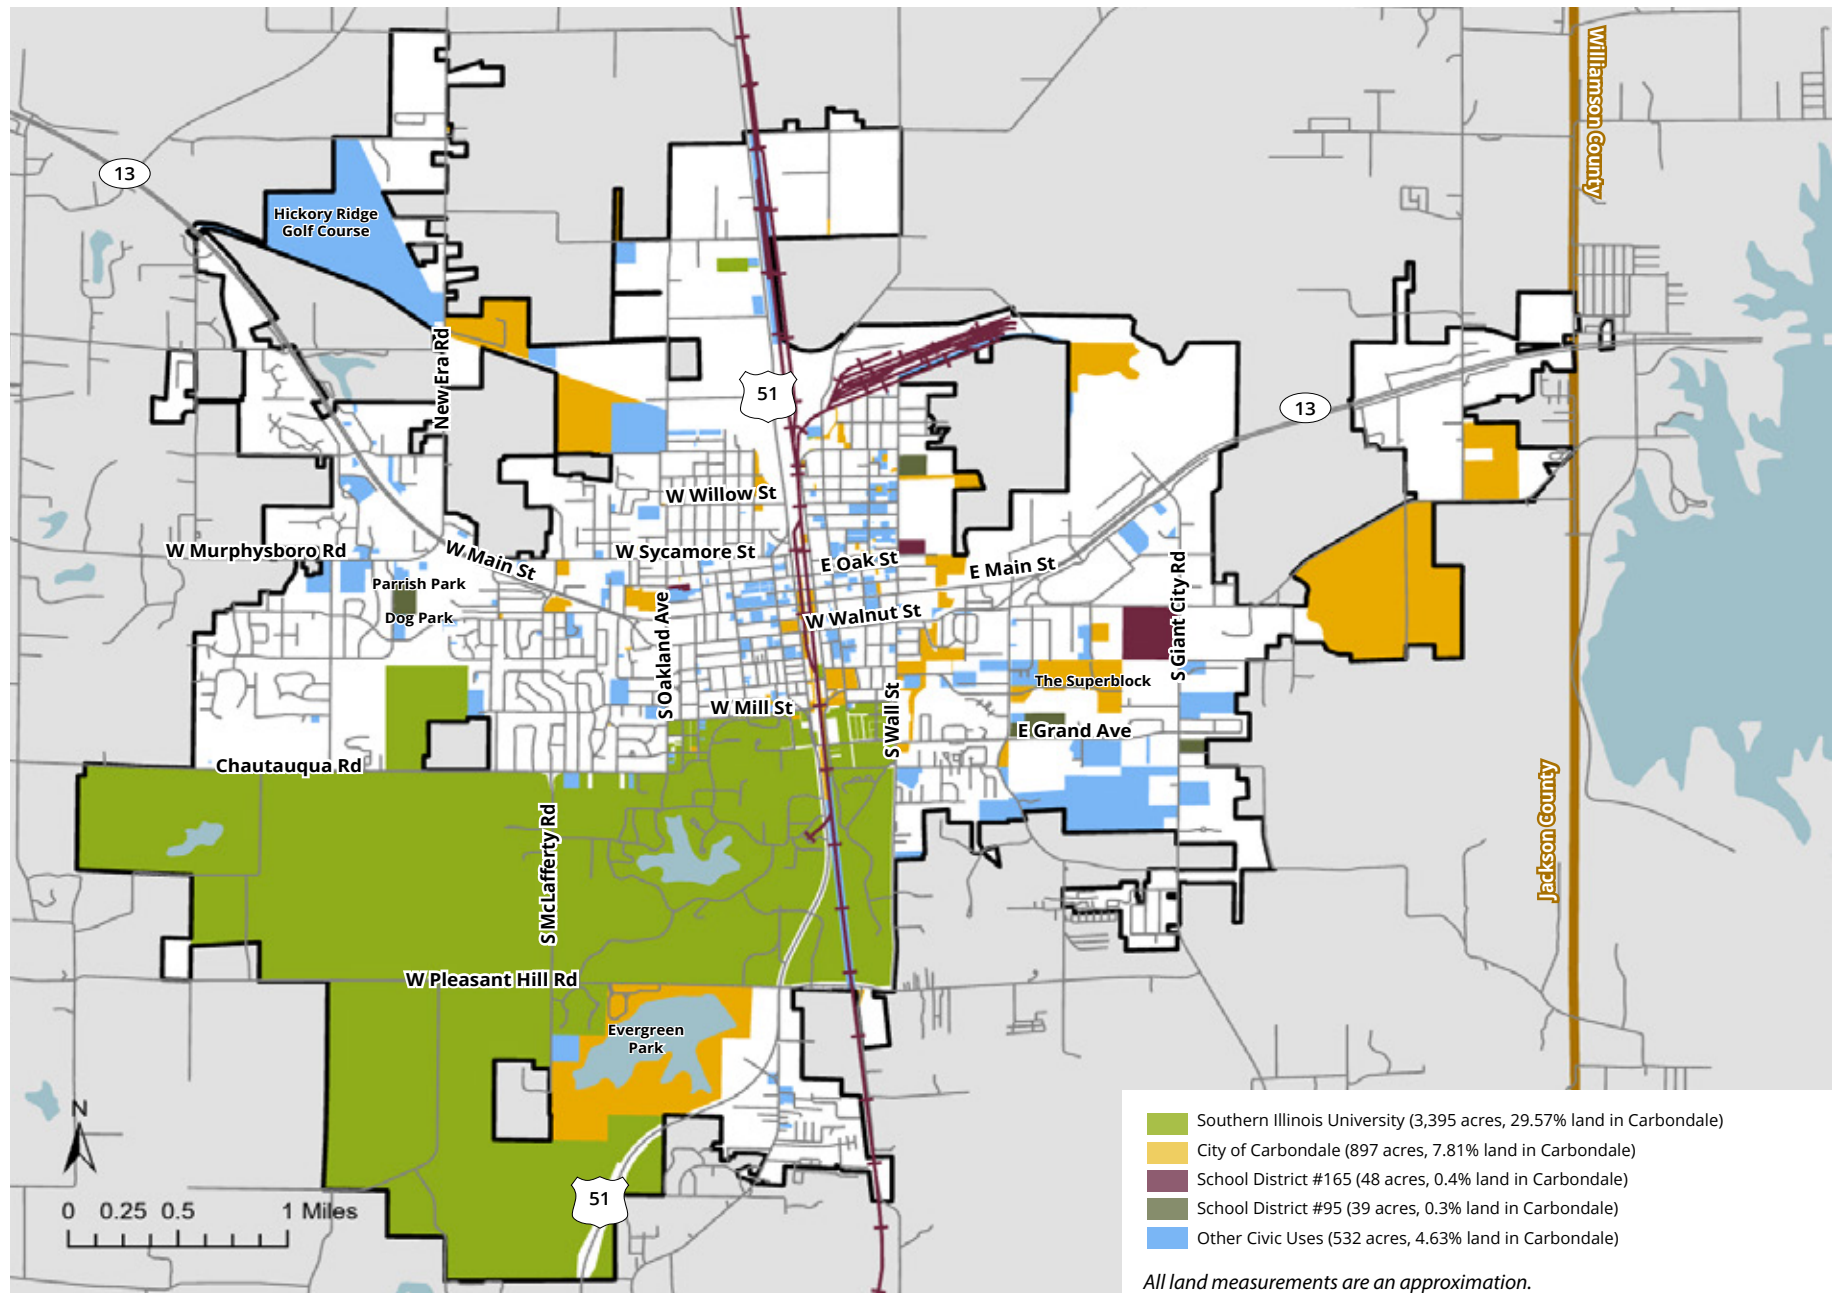 Williamson County
13
Hickory Ridge
Golf Course
New Era Rd
51
13
W Willow St
W Murphysboro Rd
W Main St
W Sycamore St
E Oak St
E Main St
Parrish Park
Dog Park
S Oakland Ave
W Walnut St
S Giant City Rd
The Superblock
W Mill St
S Wall St
E Grand Ave
Chautauqua Rd
S McLafferty Rd
Jackson County
W Pleasant Hill Rd
Evergreen
Park
N
51
0 0.25 0.5 1 Miles
Southern Illinois University (3,395 acres, 29.57% land in Carbondale)
City of Carbondale (897 acres, 7.81% land in Carbondale)
School District #165 (48 acres, 0.4% land in Carbondale)
School District #95 (39 acres, 0.3% land in Carbondale)
Other Civic Uses (532 acres, 4.63% land in Carbondale)
All land measurements are an approximation.